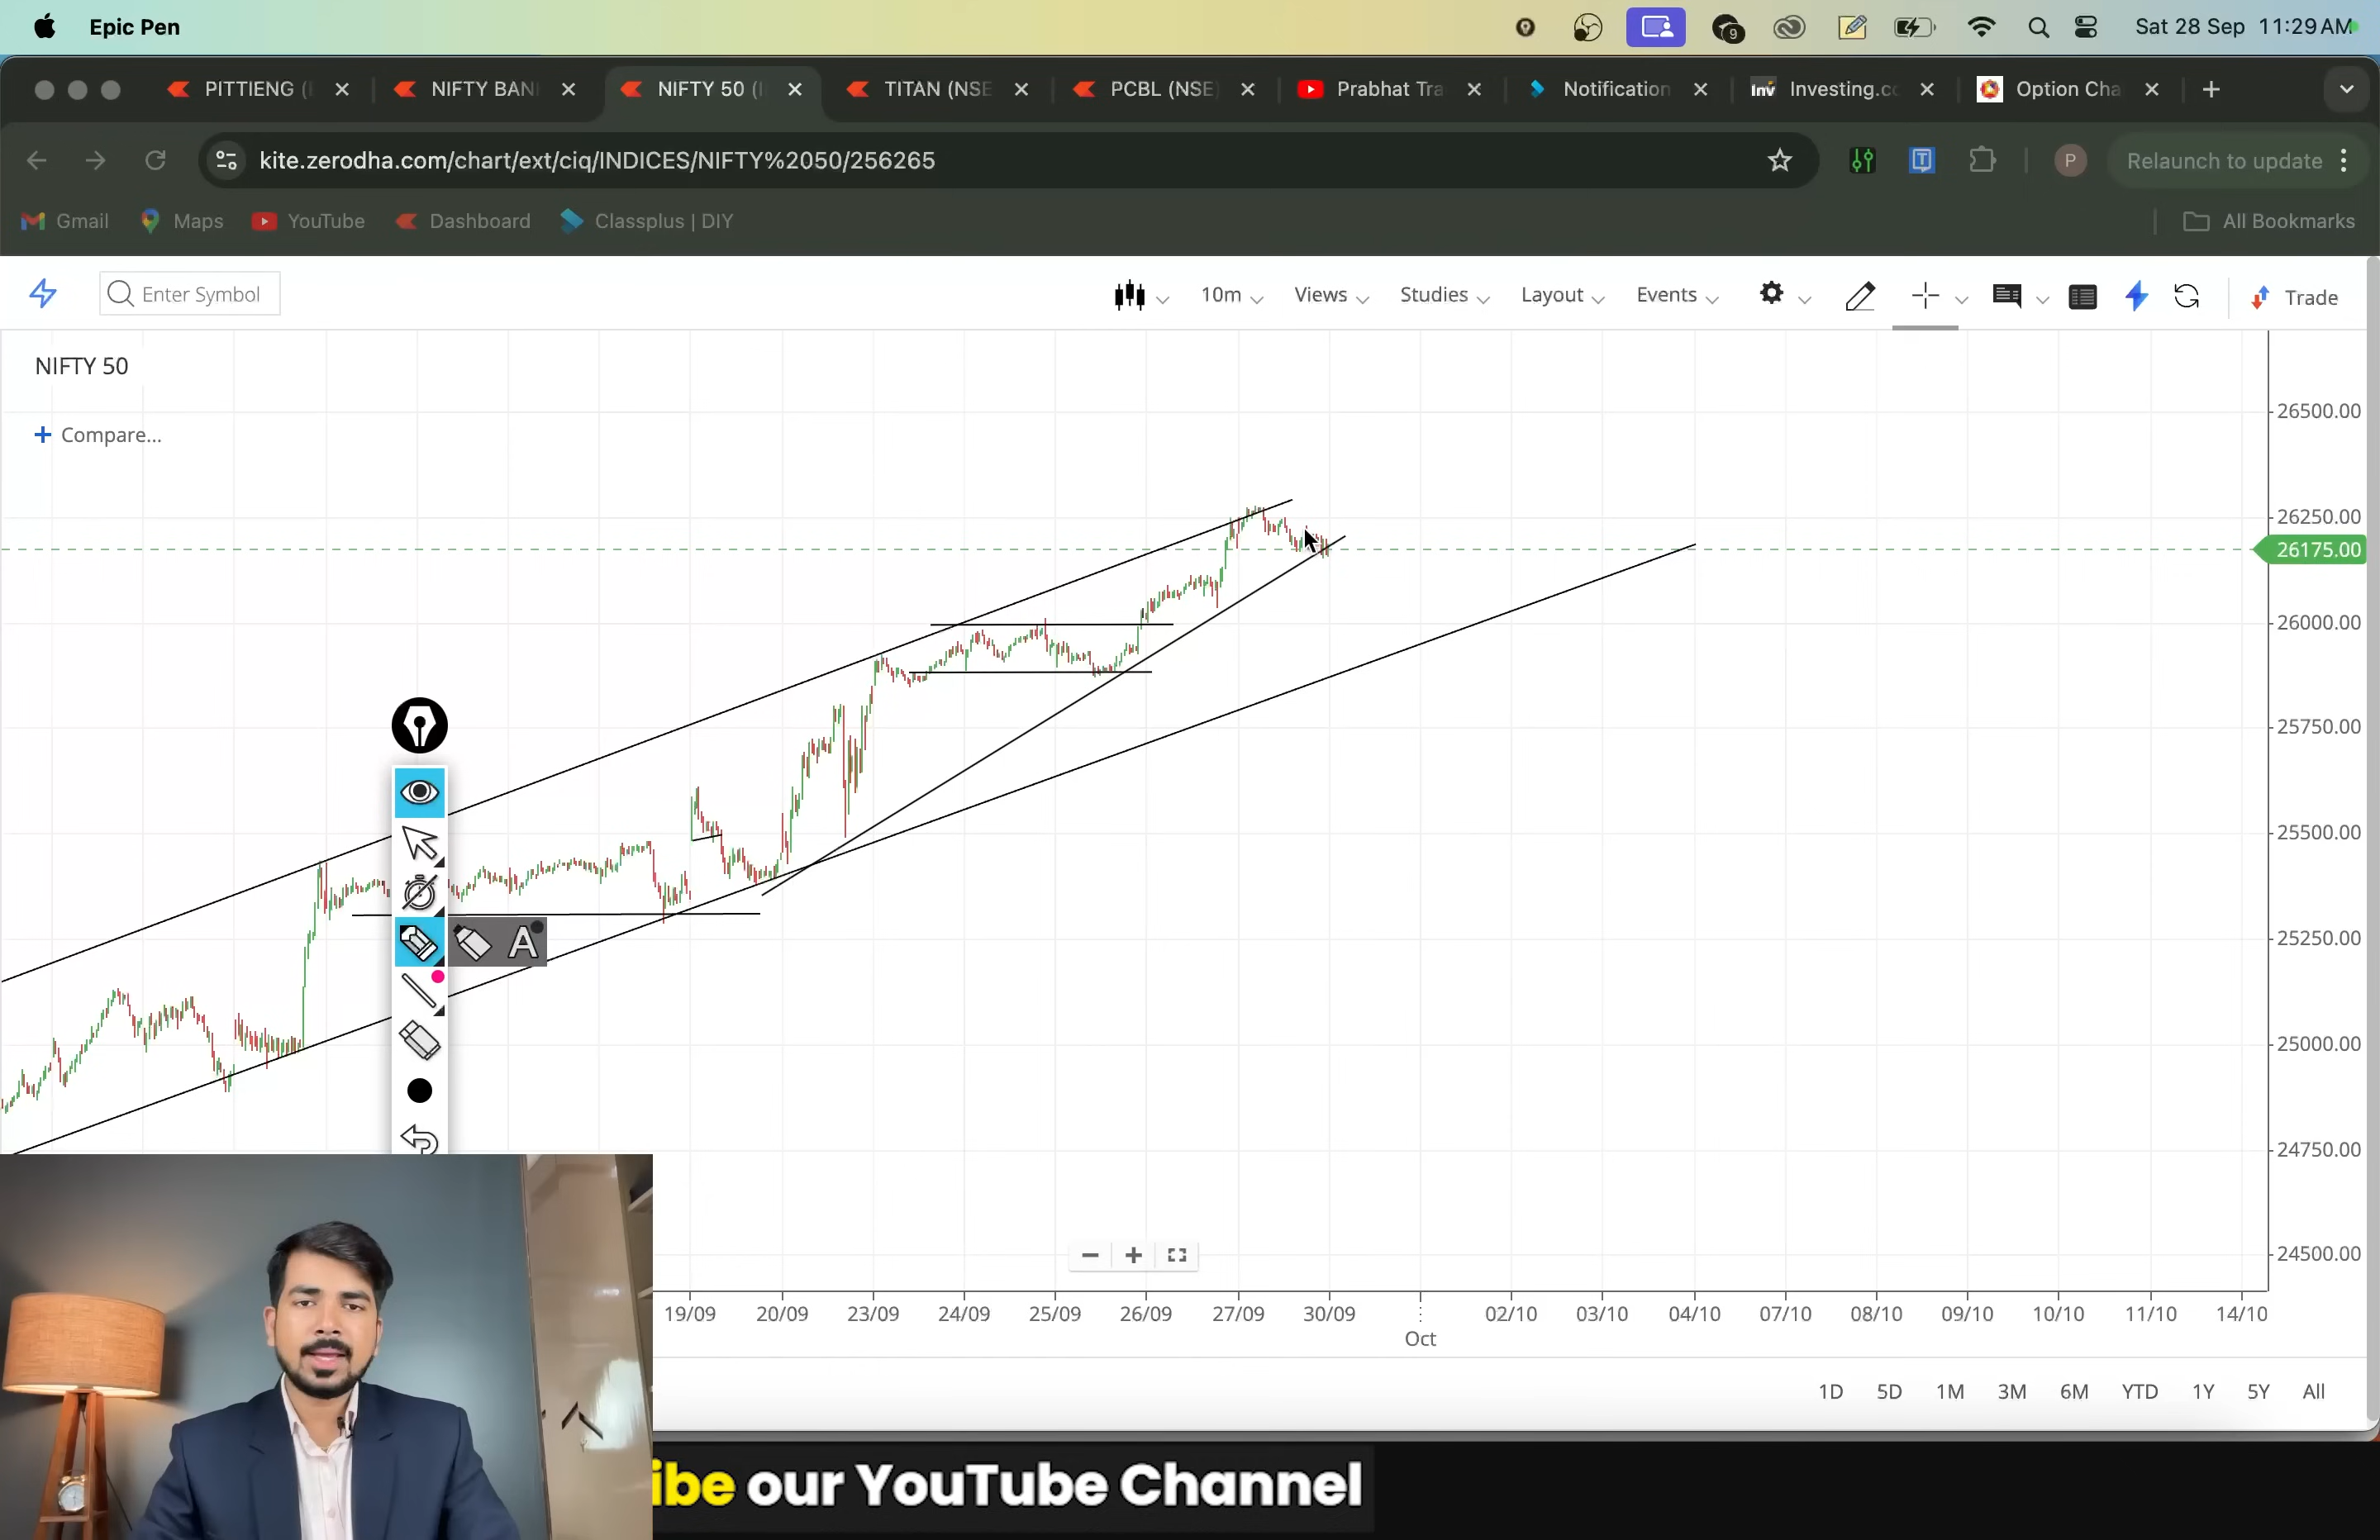 Epic Pen
9
Sat 28 Sep 11:29 AM
PITTIENG (
NIFTY BAN
NIFTY 50 (I
TITAN (NSE
PCBL (NSE)
Prabhat Tra
Notification
Inv Investing.co
Option Cha
kite.zerodha.com/chart/ext/ciq/INDICES/NIFTY%2050/256265
P
Relaunch to update
Gmail
Maps
YouTube
Dashboard
Classplus | DIY
All Bookmarks
Enter Symbol
10m
Views
Studies
Layout
Events
Trade
NIFTY 50
Compare...
26500.00
26250.00
26175.00
26000.00
25750.00
25500.00
25250.00
25000.00
24750.00
24500.00
A
19/09 20/09 23/09 24/09 25/09 26/09 27/09 30/09 02/10 03/10 04/10 07/10 08/10 09/10 10/10 11/10 14/10
Oct
1D 5D 1M 3M 6M YTD 1Y 5Y All
ibe our YouTube Channel